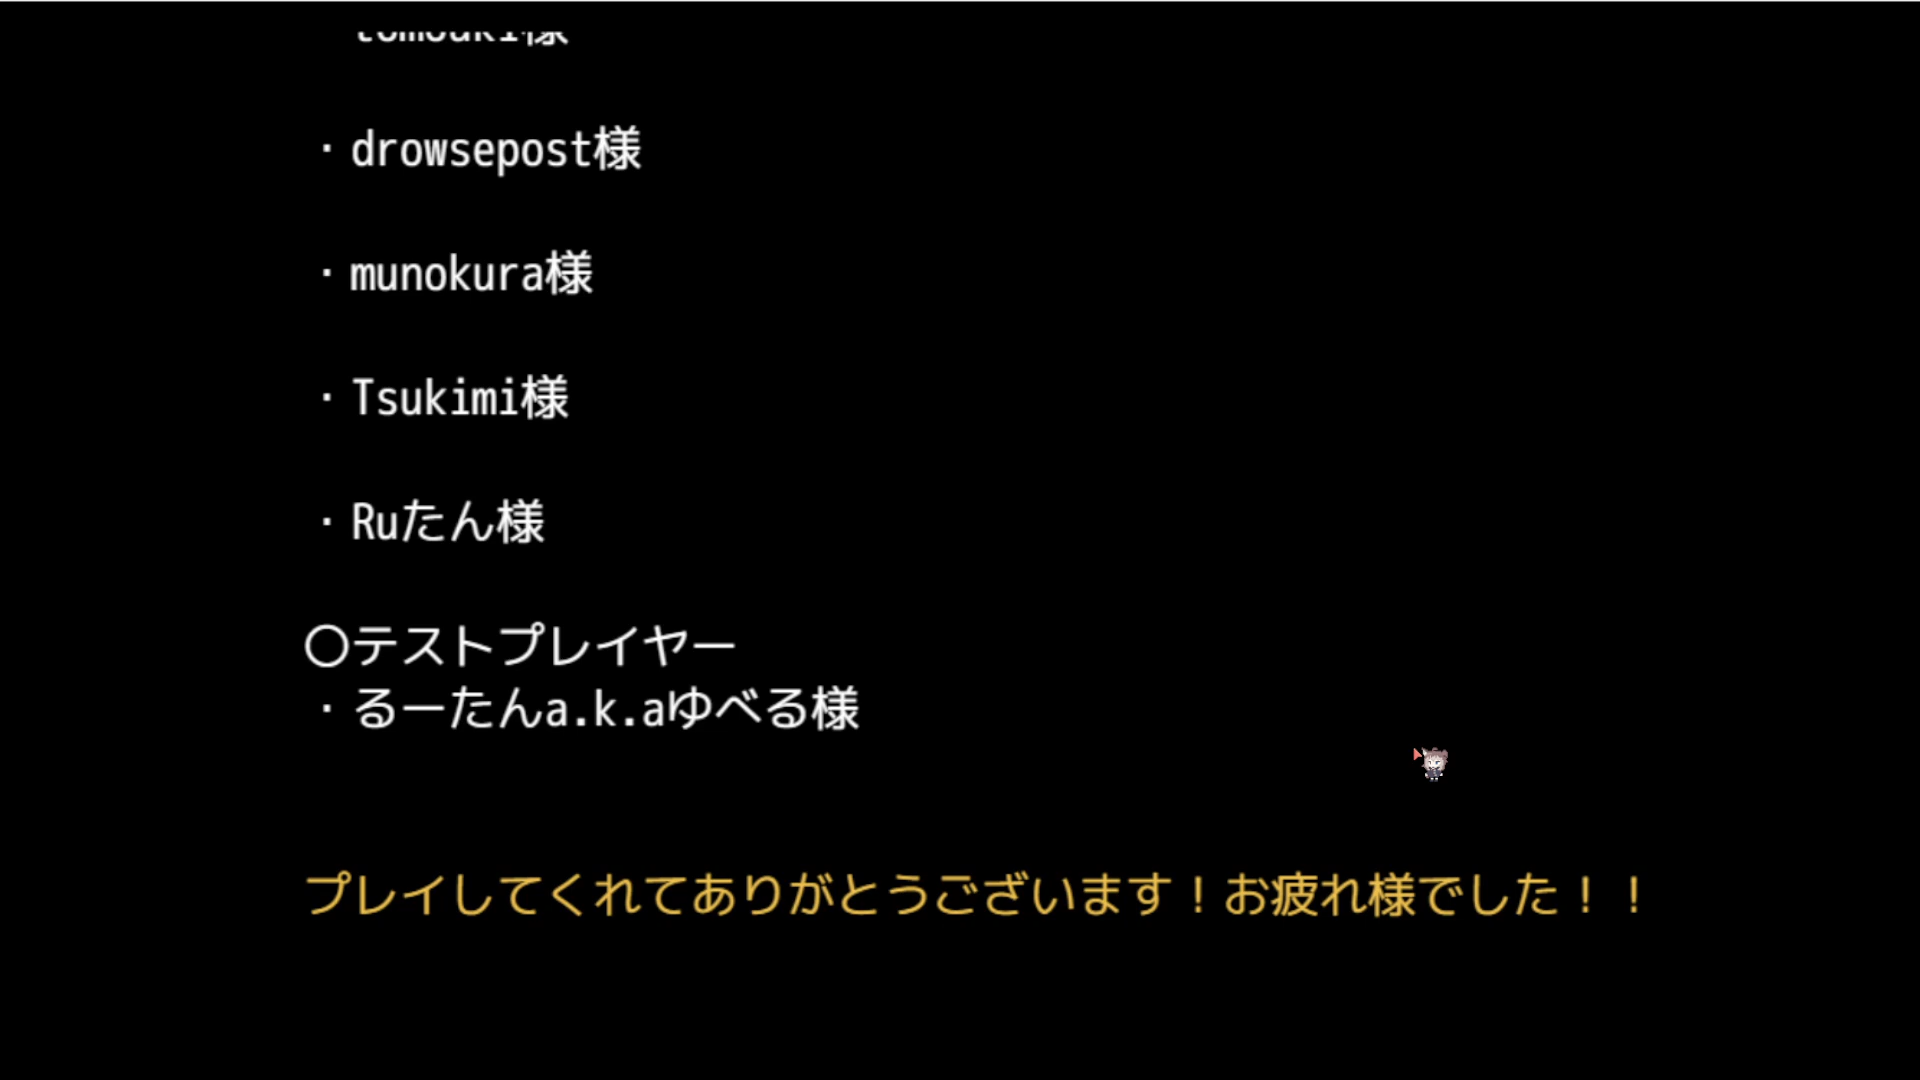 ・drowsepost様
・munokura様
・Tsukimi様
・Ruたん様
〇テストプレイヤー
・るーたんa.k.aゆべる様
プレイしてくれてありがとうございます！お疲れ様でした！！